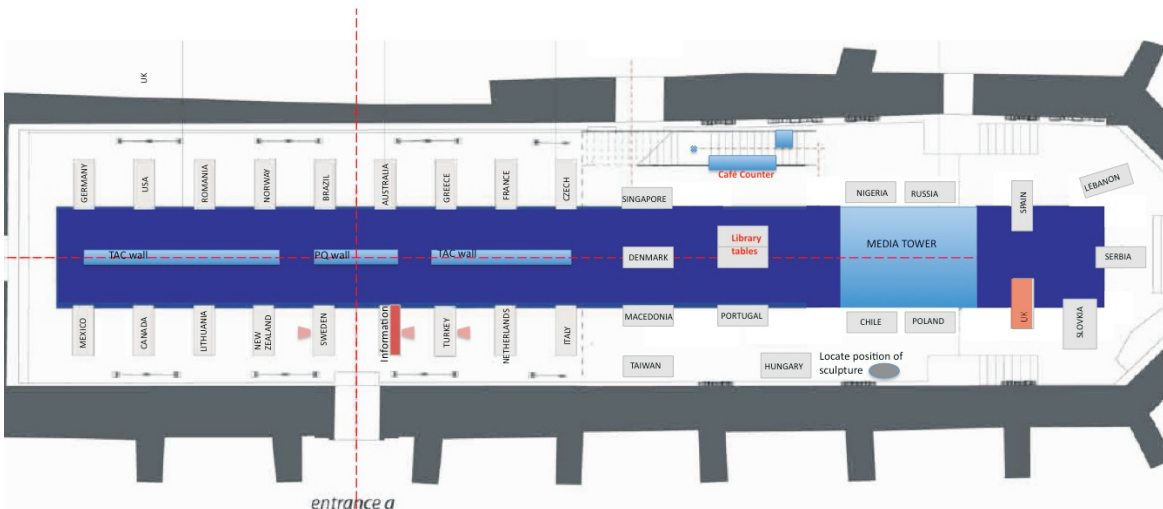 UK
GERMANY
USA
ROMANIA
NORWAY
BRAZIL
AUSTRALIA
GREECE
FRANCE
CZECH
SINGAPORE
Café Counter
NIGERIA
RUSSIA
SPAIN
LEBANON
TAC wall
PQ wall
TAC wall
DENMARK
Library
tables
MEDIA TOWER
SERBIA
MEXICO
CANADA
LITHUANIA
NEW
ZEALAND
SWEDEN
Information
TURKEY
NETHERLANDS
ITALY
MACEDONIA
PORTUGAL
CHILE
POLAND
UK
SLOVKIA
TAIWAN
HUNGARY
Locate position of
sculpture
entrance a